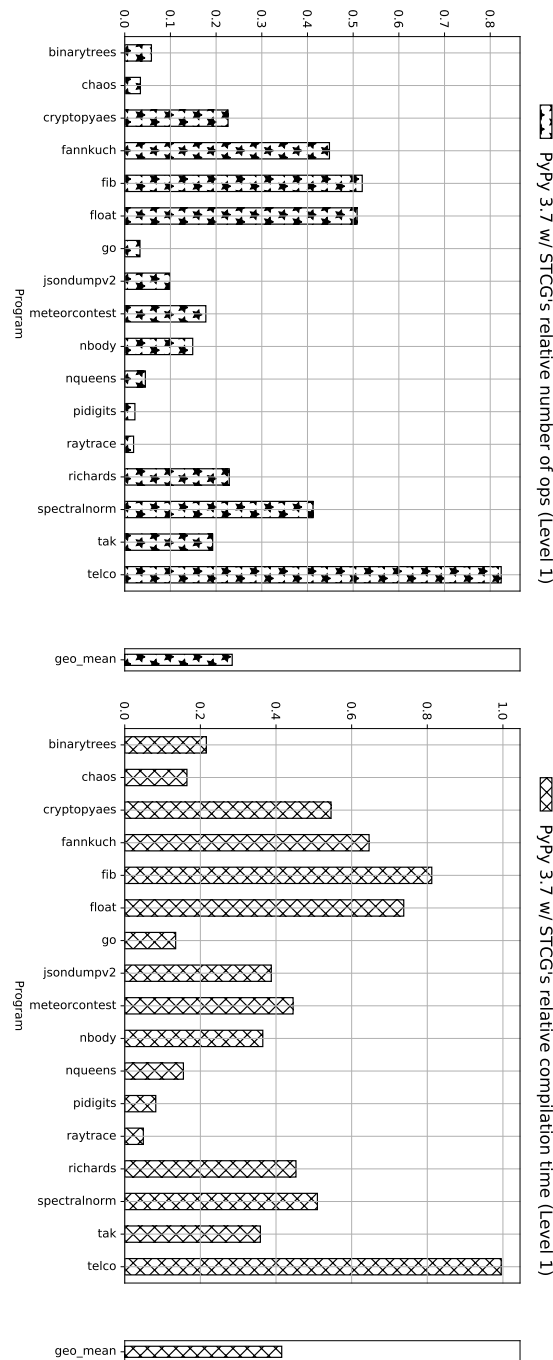 PyPy 3.7 w/ STCG's relative number of ops (Level 1)
0.0 0.1 0.2 0.3 0.4 0.5 0.6 0.7 0.8
binarytrees
chaos
cryptopyaes
fannkuch
fib
float
go
jsondumpv2
meteorcontest
nbody
nqueens
pidigits
raytrace
richards
spectralnorm
tak
telco
Program
geo_mean
PyPy 3.7 w/ STCG's relative compilation time (Level 1)
0.0 0.2 0.4 0.6 0.8 1.0
binarytrees
chaos
cryptopyaes
fannkuch
fib
float
go
jsondumpv2
meteorcontest
nbody
nqueens
pidigits
raytrace
richards
spectralnorm
tak
telco
Program
geo_mean